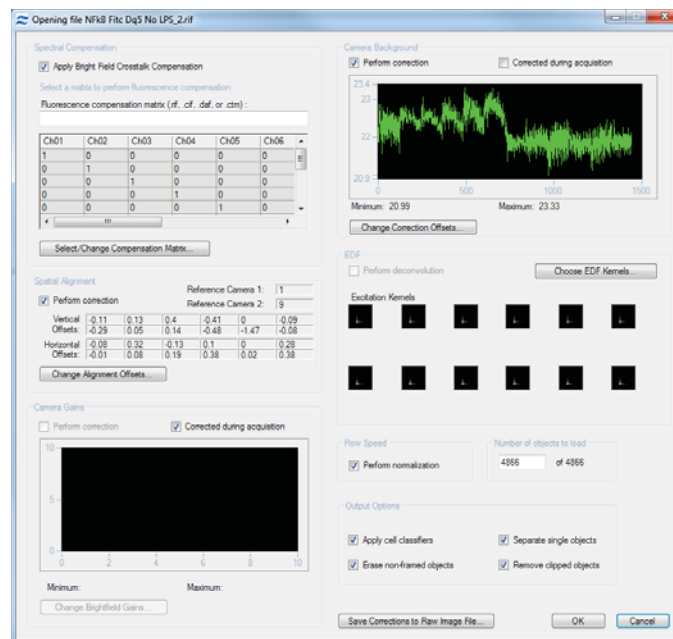 Opening file NFkB Fitc Dq5 No LPS_2.rif
Spectral Compensation
Apply Bright Field Crosstalk Compensation
Select a matrix to perform fluorescence compensation.
Fluorescence compensation matrix (.rif, .cif, .daf, or .ctm) :
Ch01 Ch02 Ch03 Ch04 Ch05 Ch06
1 0 0 0 0 0
0 1 0 0 0 0
0 0 1 0 0 0
0 0 0 1 0 0
0 0 0 0 1 0
Select/Change Compensation Matrix...
Spatial Alignment
Reference Camera 1: 1
Perform correction
Reference Camera 2: 9
Vertical Offsets: -0.11 0.13 0.4 -0.41 0 -0.09
-0.29 0.05 0.14 -0.48 -1.47 -0.08
Horizontal Offsets: -0.08 0.32 -0.13 0.1 0 0.28
-0.01 0.08 0.19 0.38 0.02 0.38
Change Alignment Offsets...
Camera Gains
Perform correction
Corrected during acquisition
10
5
0
0 2 4 6 8 10
Minimum: Maximum:
Change Brightfield Gains...
Camera Background
Perform correction
Corrected during acquisition
23.4
23
22
20.9
0 500 1000 1500
Minimum: 20.99 Maximum: 23.33
Change Correction Offsets...
EDF
Perform deconvolution
Choose EDF Kernels...
Excitation Kernels
Flow Speed
Perform normalization
Number of objects to load
4866 of 4866
Output Options
Apply cell classifiers
Separate single objects
Erase non-framed objects
Remove clipped objects
Save Corrections to Raw Image File...
OK
Cancel